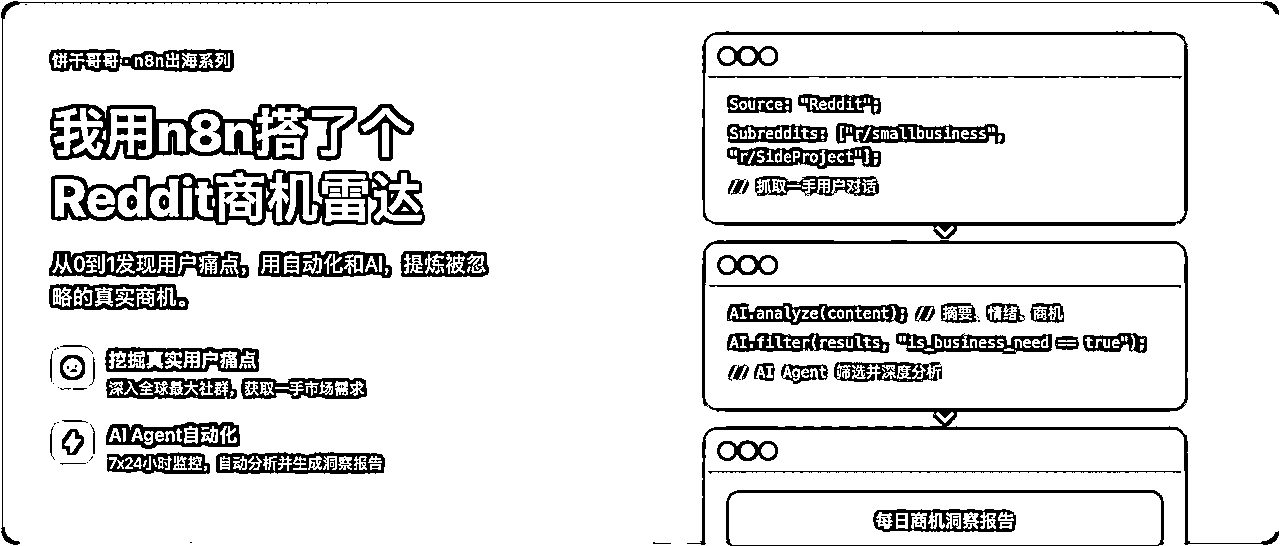 饼干哥哥·n8n出海系列
我用n8n搭了个
Reddit商机雷达
从0到1发现用户痛点，用自动化和AI，提炼被忽
略的真实商机。
挖掘真实用户痛点
深入全球最大社群，获取一手市场需求
AI Agent自动化
7x24小时监控，自动分析并生成洞察报告
Source: "Reddit";
Subreddits: ["r/smallbusiness",
"r/SideProject"];
// 抓取一手用户对话
AI.analyze(content); // 摘要、情绪、商机
AI.filter(results, "is_business_need == true");
// AI Agent 筛选并深度分析
每日商机洞察报告